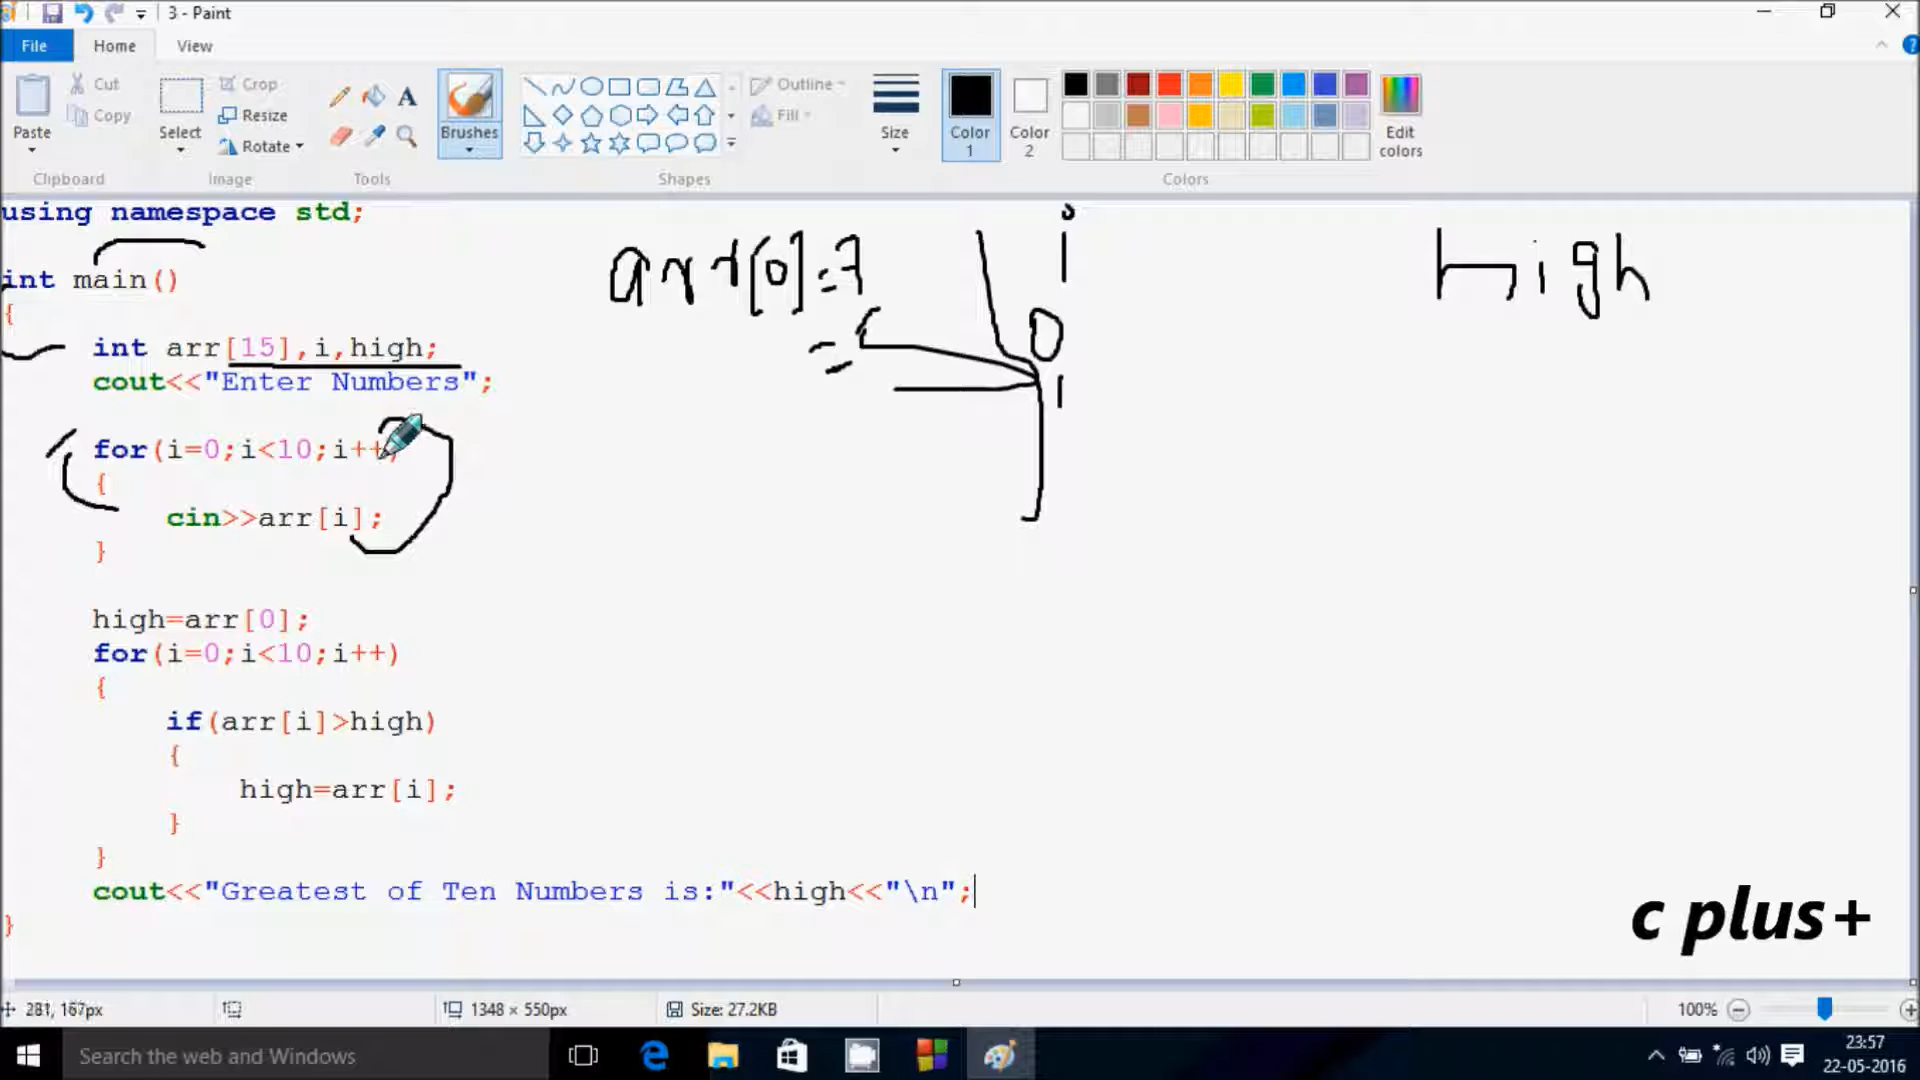 3 - Paint
File Home View
Paste
Cut
Copy
Clipboard
Select
Crop
Resize
Rotate
Image
Tools
Brushes
Shapes
Outline
Fill
Size
Color 1
Color 2
Edit colors
Colors
using namespace std;
int main()
{
int arr[15],i,high;
cout<<"Enter Numbers";
for(i=0;i<10;i++)
{
cin>>arr[i];
}
high=arr[0];
for(i=0;i<10;i++)
{
if(arr[i]>high)
{
high=arr[i];
}
}
cout<<"Greatest of Ten Numbers is:"<<high<<"\n";
}
arr[0]=7
=
i
0
1
high
c plus+
281, 167px
1348 × 550px
Size: 27.2KB
100%
Search the web and Windows
23:57
22-05-2016